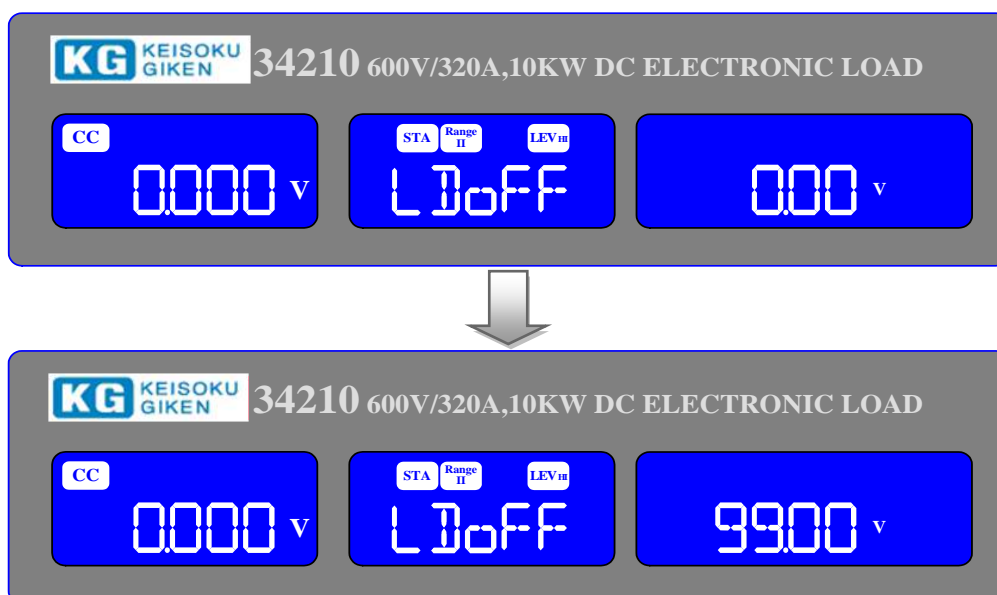 KG KEISOKU GIKEN 34210 600V/320A,10KW DC ELECTRONIC LOAD
CC STA Range II LEV HI
0.000 V LDoFF 0.00 V
KG KEISOKU GIKEN 34210 600V/320A,10KW DC ELECTRONIC LOAD
CC STA Range II LEV HI
0.000 V LDoFF 99.00 V